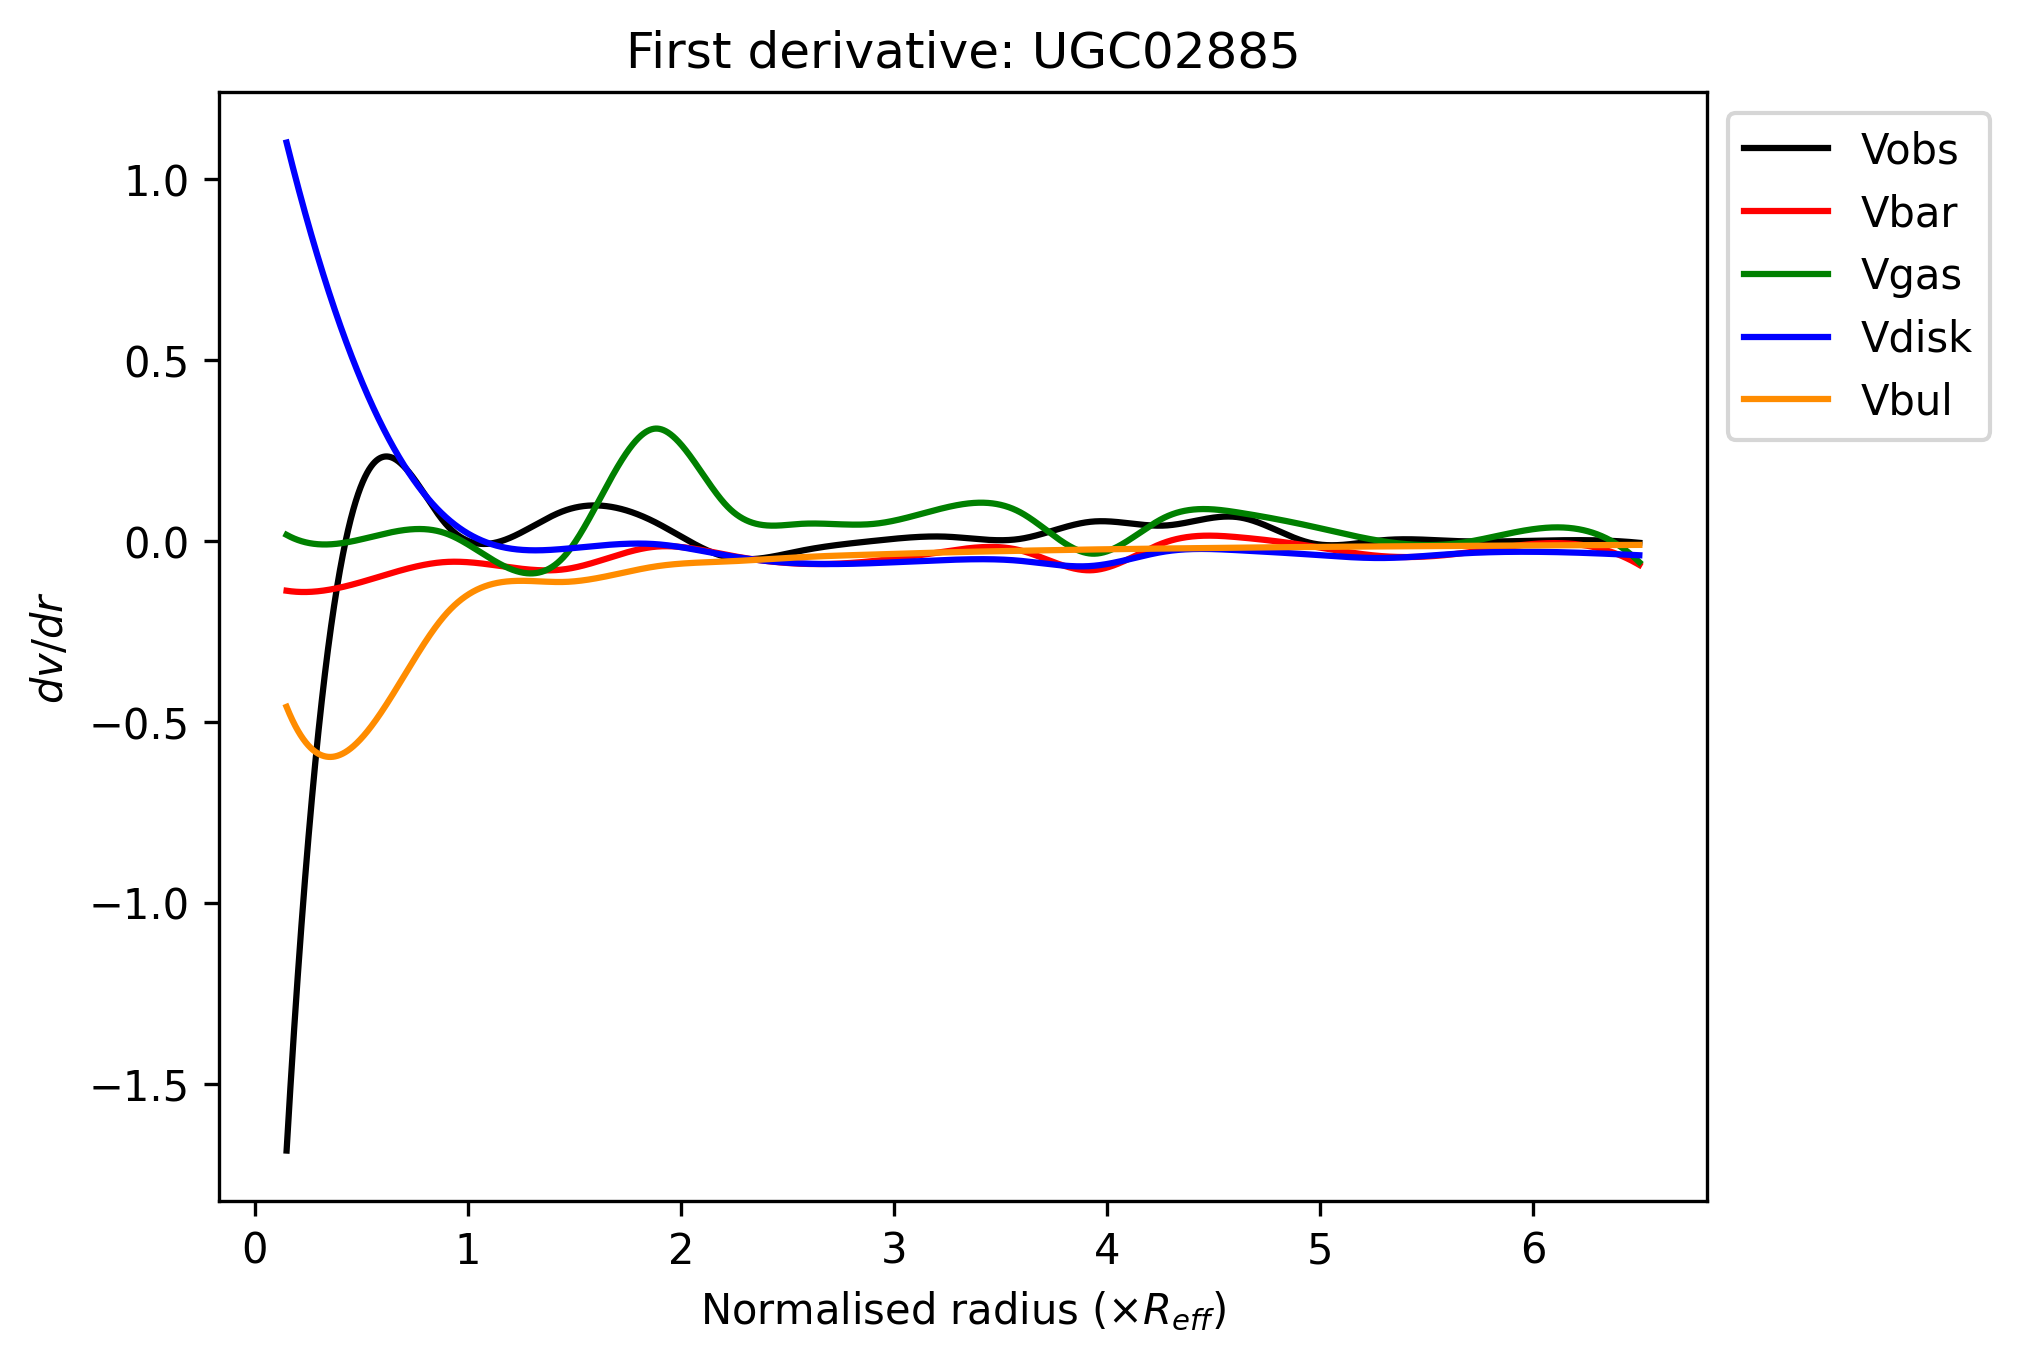 First derivative: UGC02885
Vobs
Vbar
Vgas
Vdisk
Vbul
1.0
0.5
0.0
−0.5
−1.0
−1.5
dv/dr
0 1 2 3 4 5 6
Normalised radius (×R_eff)